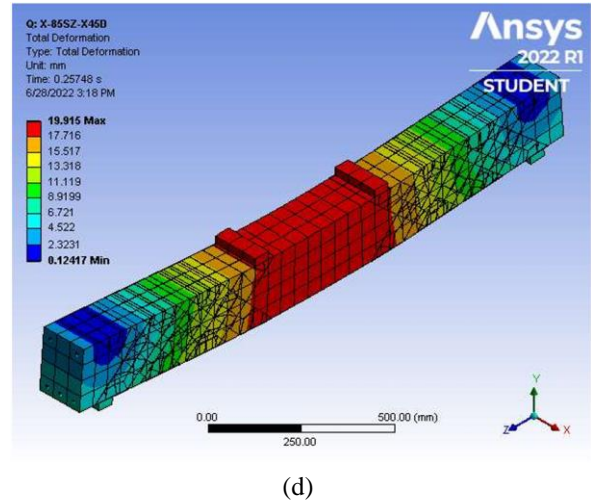 Q: X-85SZ-X45D
Total Deformation
Type: Total Deformation
Unit: mm
Time: 0.25748 s
6/28/2022 3:18 PM
19.915 Max
17.716
15.517
13.318
11.119
8.9199
6.721
4.522
2.3231
0.12417 Min
Ansys
2022 R1
STUDENT
0.00
500.00 (mm)
250.00
Y
Z
X
(d)